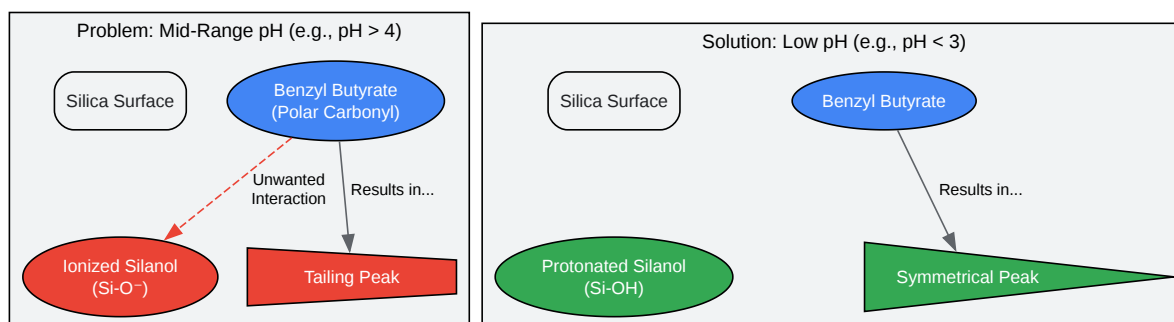 Problem: Mid-Range pH (e.g., pH > 4)
Silica Surface
Benzyl Butyrate
(Polar Carbonyl)
Unwanted
Interaction
Results in...
Ionized Silanol
(Si-O⁻)
Tailing Peak
Solution: Low pH (e.g., pH < 3)
Silica Surface
Benzyl Butyrate
Results in...
Protonated Silanol
(Si-OH)
Symmetrical Peak